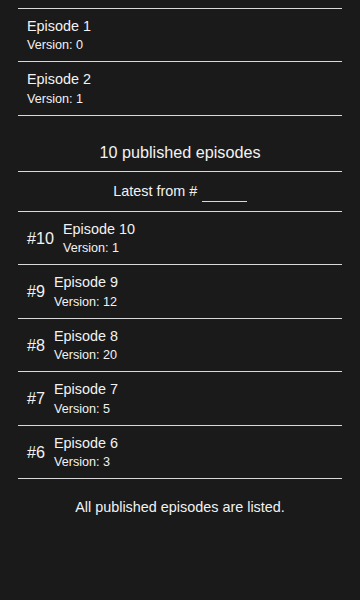 Episode 1
Version: 0
Episode 2
Version: 1
10 published episodes
Latest from #
#10 Episode 10
Version: 1
#9 Episode 9
Version: 12
#8 Episode 8
Version: 20
#7 Episode 7
Version: 5
#6 Episode 6
Version: 3
All published episodes are listed.